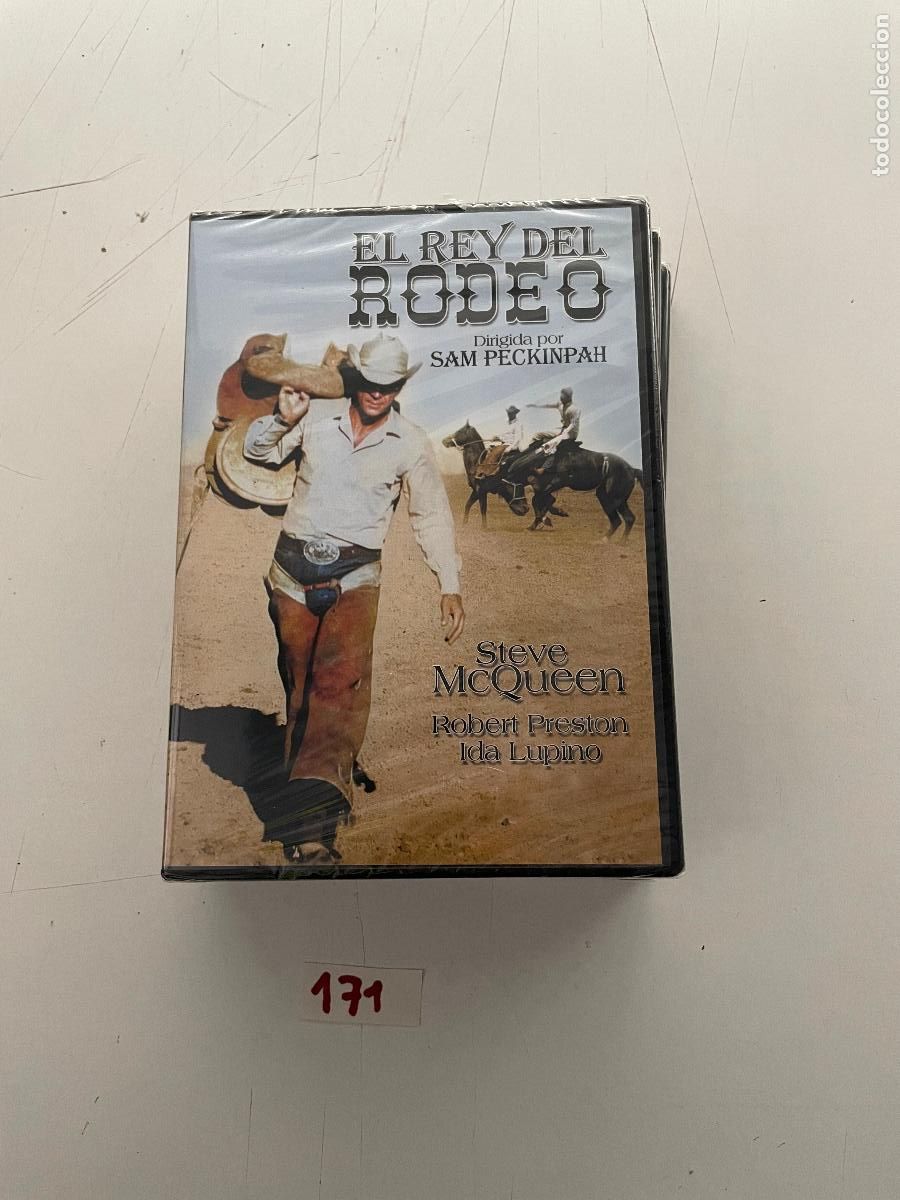 todocoleccion
EL REY DEL
RODEO
Dirigida por
SAM PECKINPAH
Steve
McQueen
Robert Preston
Ida Lupino
171